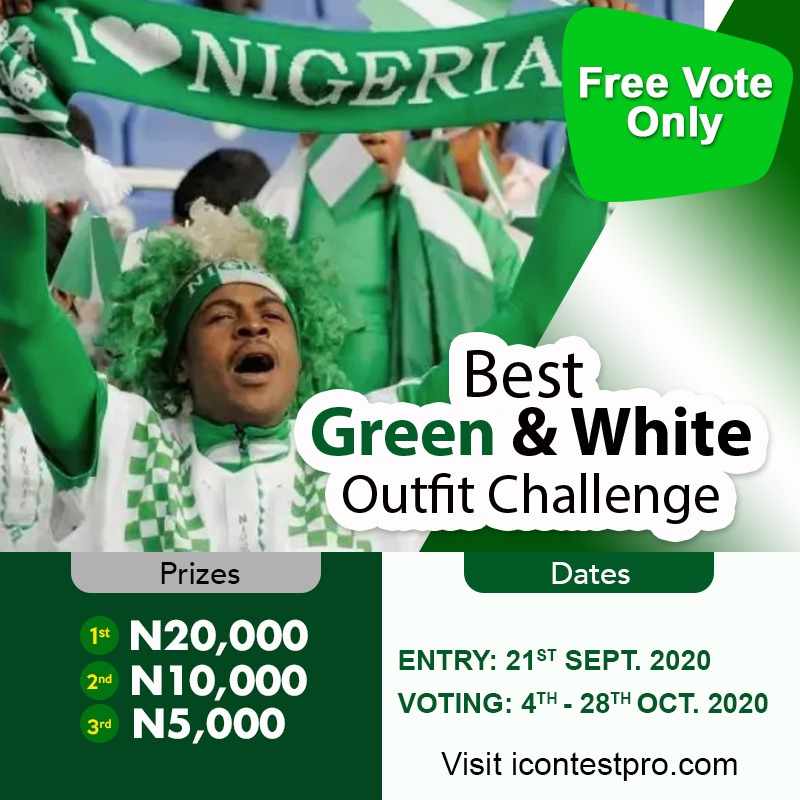 I ♥ NIGERIA
Free Vote
Only
NIGERIA
Best
Green & White
Outfit Challenge
Prizes
1st N20,000
2nd N10,000
3rd N5,000
Dates
ENTRY: 21ST SEPT. 2020
VOTING: 4TH - 28TH OCT. 2020
Visit icontestpro.com